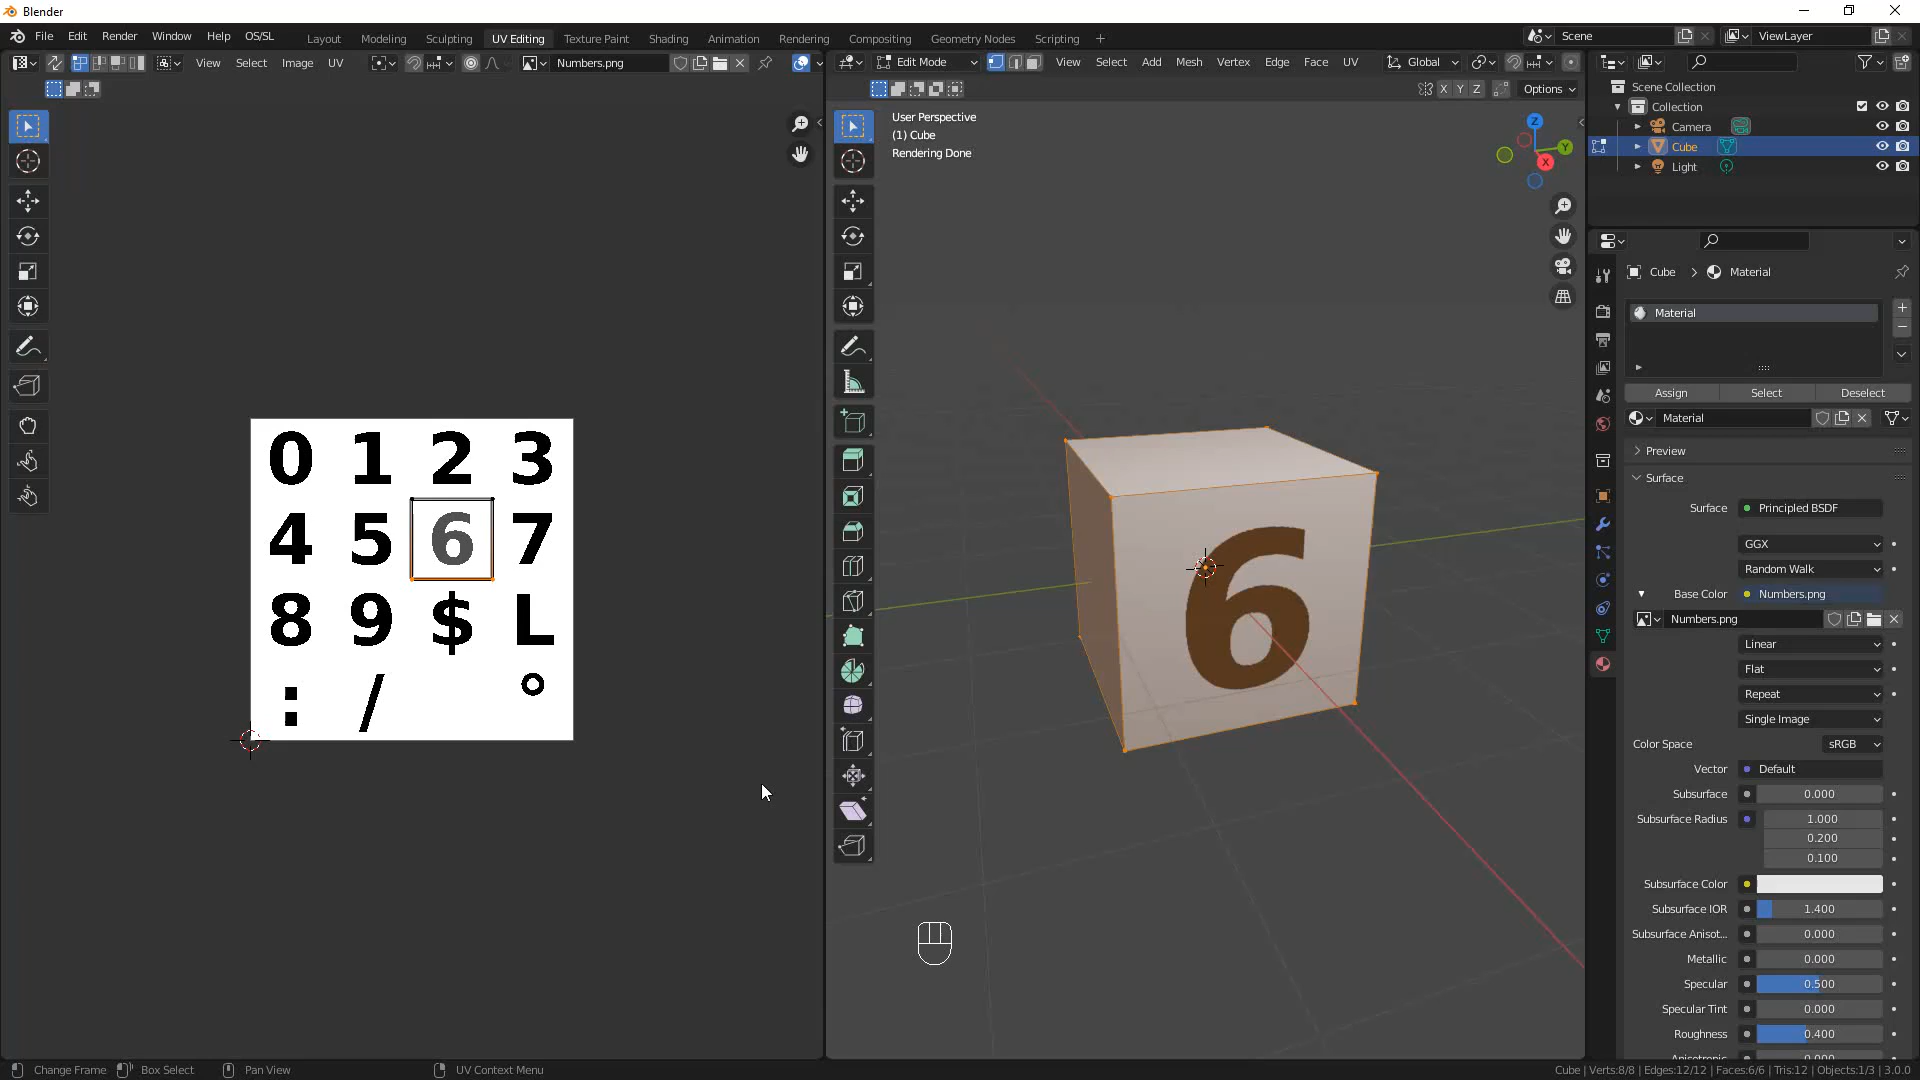 Blender
File Edit Render Window Help OS/SL
Layout Modeling Sculpting UV Editing Texture Paint Shading Animation Rendering Compositing Geometry Nodes Scripting +
Scene
ViewLayer
View Select Image UV
Numbers.png
Edit Mode
View Select Add Mesh Vertex Edge Face UV
Global
X Y Z
Options
User Perspective
(1) Cube
Rendering Done
Z
Y
X
0 1 2 3
4 5 6 7
8 9 $ L
: / °
6
Scene Collection
Collection
Camera
Cube
Light
Cube > Material
Material
Assign Select Deselect
Material
Preview
Surface
Surface Principled BSDF
GGX
Random Walk
Base Color Numbers.png
Numbers.png
Linear
Flat
Repeat
Single Image
Color Space sRGB
Vector Default
Subsurface 0.000
Subsurface Radius 1.000
0.200
0.100
Subsurface Color
Subsurface IOR 1.400
Subsurface Anisot... 0.000
Metallic 0.000
Specular 0.500
Specular Tint 0.000
Roughness 0.400
Change Frame Box Select Pan View UV Context Menu
Cube | Verts:8/8 | Edges:12/12 | Faces:6/6 | Tris:12 | Objects:1/3 | 3.0.0